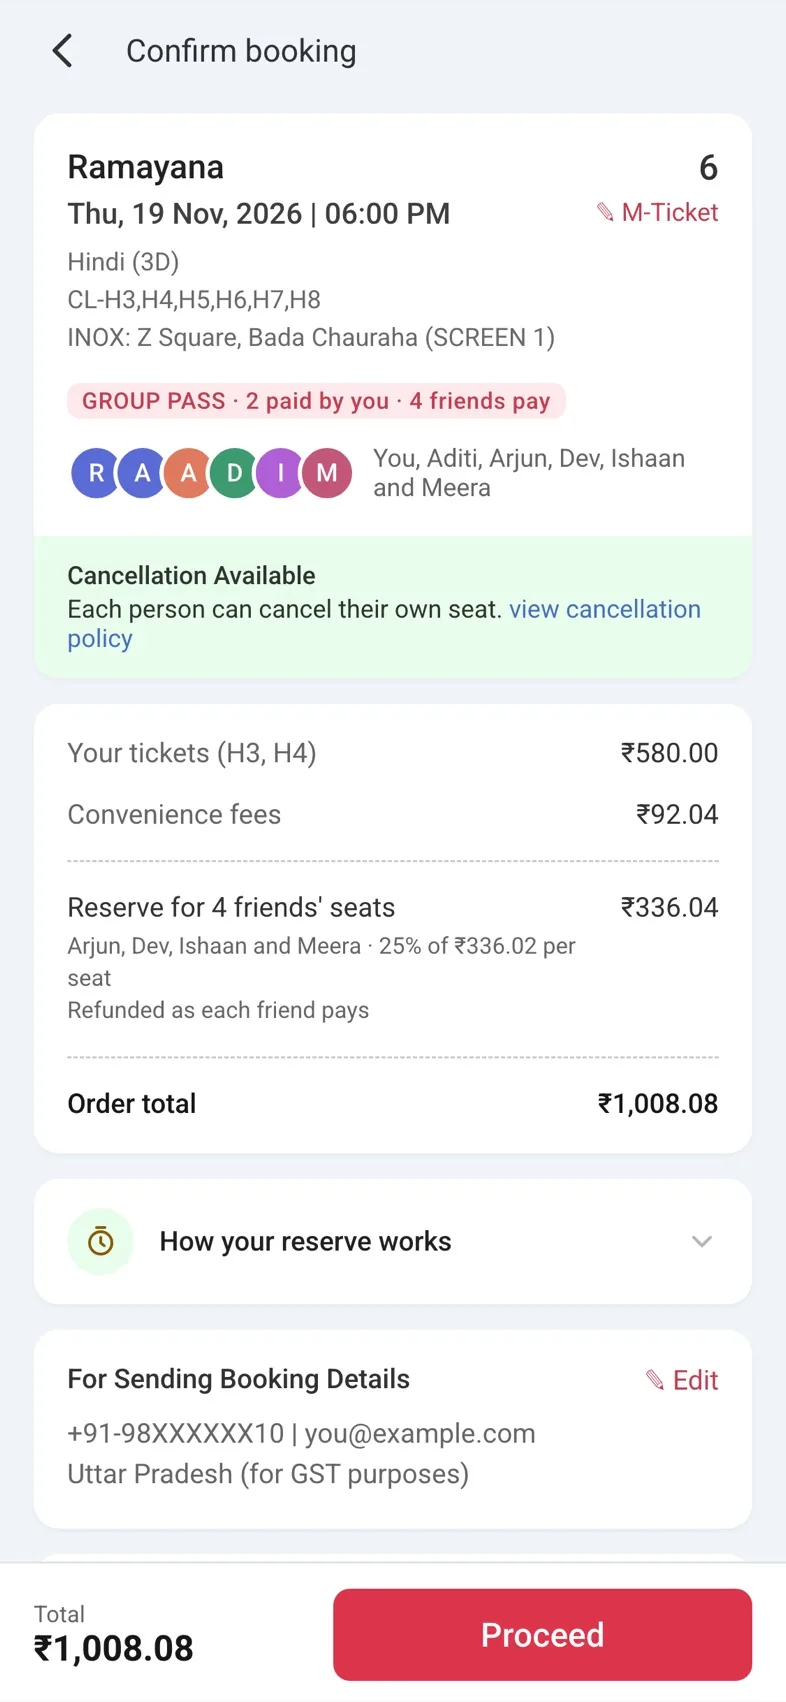 Confirm booking
Ramayana
6
Thu, 19 Nov, 2026 | 06:00 PM
M-Ticket
Hindi (3D)
CL-H3,H4,H5,H6,H7,H8
INOX: Z Square, Bada Chauraha (SCREEN 1)
GROUP PASS · 2 paid by you · 4 friends pay
R A A D I M
You, Aditi, Arjun, Dev, Ishaan
and Meera
Cancellation Available
Each person can cancel their own seat. view cancellation
policy
Your tickets (H3, H4)
₹580.00
Convenience fees
₹92.04
Reserve for 4 friends' seats
₹336.04
Arjun, Dev, Ishaan and Meera · 25% of ₹336.02 per
seat
Refunded as each friend pays
Order total
₹1,008.08
How your reserve works
For Sending Booking Details
Edit
+91-98XXXXXX10 | you@example.com
Uttar Pradesh (for GST purposes)
Total
₹1,008.08
Proceed